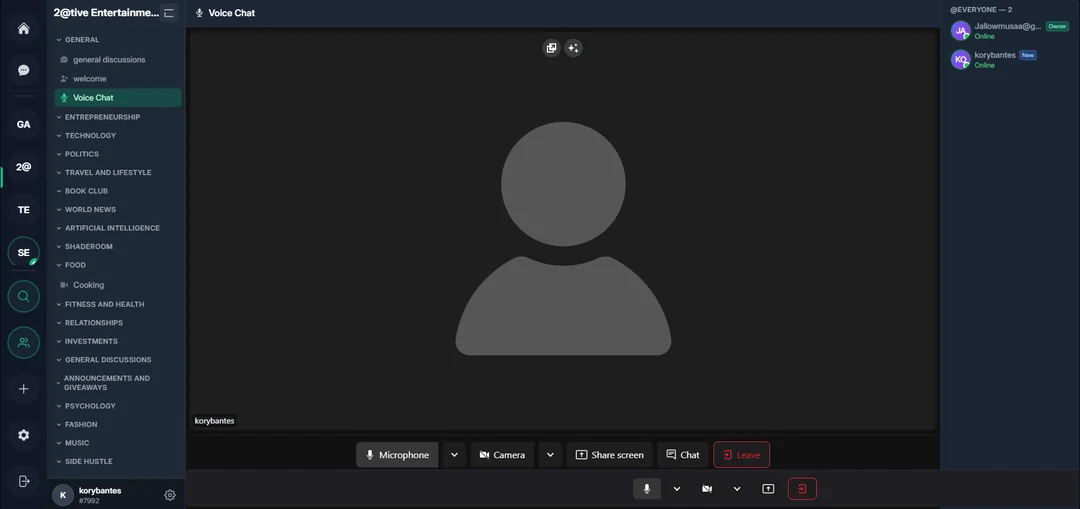 2@tive Entertainme...
GENERAL
general discussions
welcome
Voice Chat
ENTREPRENEURSHIP
TECHNOLOGY
POLITICS
TRAVEL AND LIFESTYLE
BOOK CLUB
WORLD NEWS
ARTIFICIAL INTELLIGENCE
SHADEROOM
FOOD
Cooking
FITNESS AND HEALTH
RELATIONSHIPS
INVESTMENTS
GENERAL DISCUSSIONS
ANNOUNCEMENTS AND
GIVEAWAYS
PSYCHOLOGY
FASHION
MUSIC
SIDE HUSTLE
GA
2@
TE
SE
K
korybantes
#7992
Voice Chat
korybantes
Microphone
Camera
Share screen
Chat
Leave
@EVERYONE — 2
JA
Jallowmusaa@g... Owner
Online
KO
korybantes New
Online